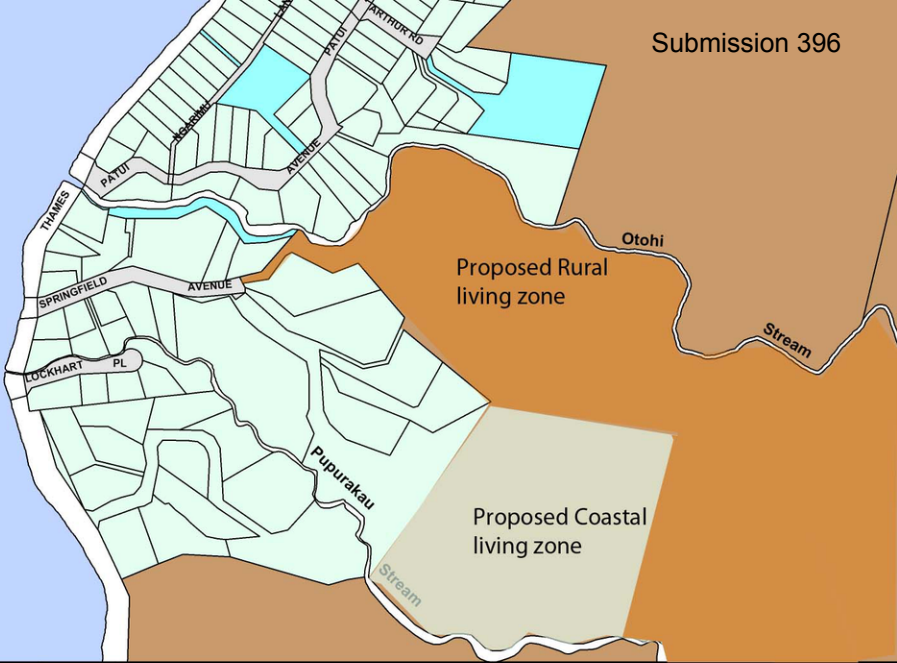 LAN
ARTHUR RD
PATUI
Submission 396
NGARIMU
AVENUE
PATUI
THAMES
Otohi
Proposed Rural
living zone
SPRINGFIELD
AVENUE
Stream
LOCKHART
PL
Pupurakau
Proposed Coastal
living zone
Stream